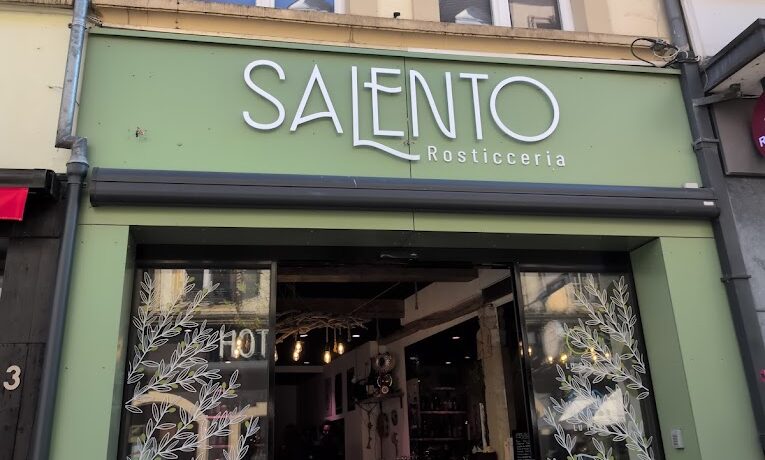 SALENTO
Rosticceria
HOT
3